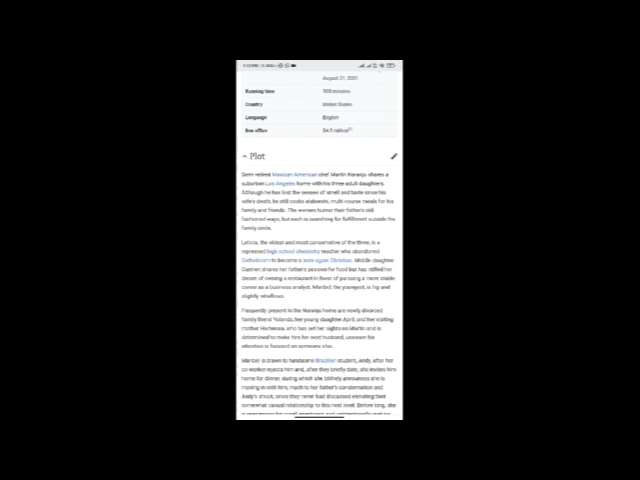 August 21, 2001
Running time
103 minutes
Country
United States
Language
English
Box office
Plot
Semi-retired Mexican American chef Martin Naranjo shares a
suburban Los Angeles home with his three adult daughters.
Although he has lost the senses of smell and taste since his
wife's death, he still cooks elaborate, multi-course meals for his
family and friends. The women humor their father's old
fashioned ways, but each is searching for fulfillment outside the
family circle.
Leticia, the oldest and most conservative of the three, is a
repressed high school chemistry teacher who abandoned
Catholicism to become a born again Christian. Middle daughter
Carmen shares her father's passion for food but has stifled her
dream of owning a restaurant in favor of pursuing a more stable
career as a business analyst. Maribel, the youngest, is hip and
slightly rebellious.
Frequently present in the Naranjo home are newly divorced
family friend Yolanda, her young daughter April, and her visiting
mother Hortensia, who has set her sights on Martin and is
determined to make him her next husband, unaware his
attention is focused on someone else.
Maribel is drawn to handsome Brazilian student, Andy, after her
co-worker rejects him and, after they briefly date, she invites him
home for dinner, during which she blithely announces she is
moving in with him, much to her father's consternation and
Andy's shock, since they never had discussed elevating their
somewhat casual relationship to this next level. Before long, she